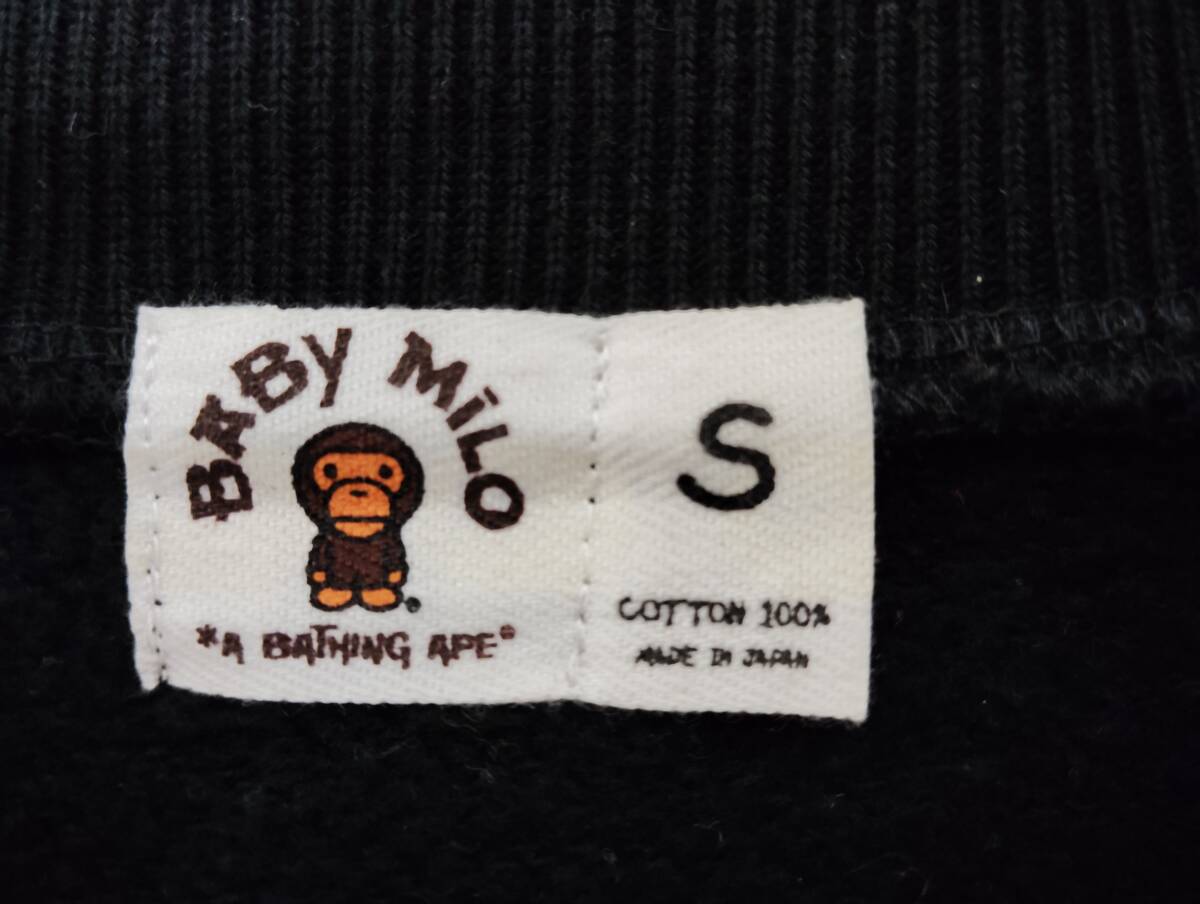 BABY MILO
*A BATHING APE®
S
COTTON 100%
MADE IN JAPAN